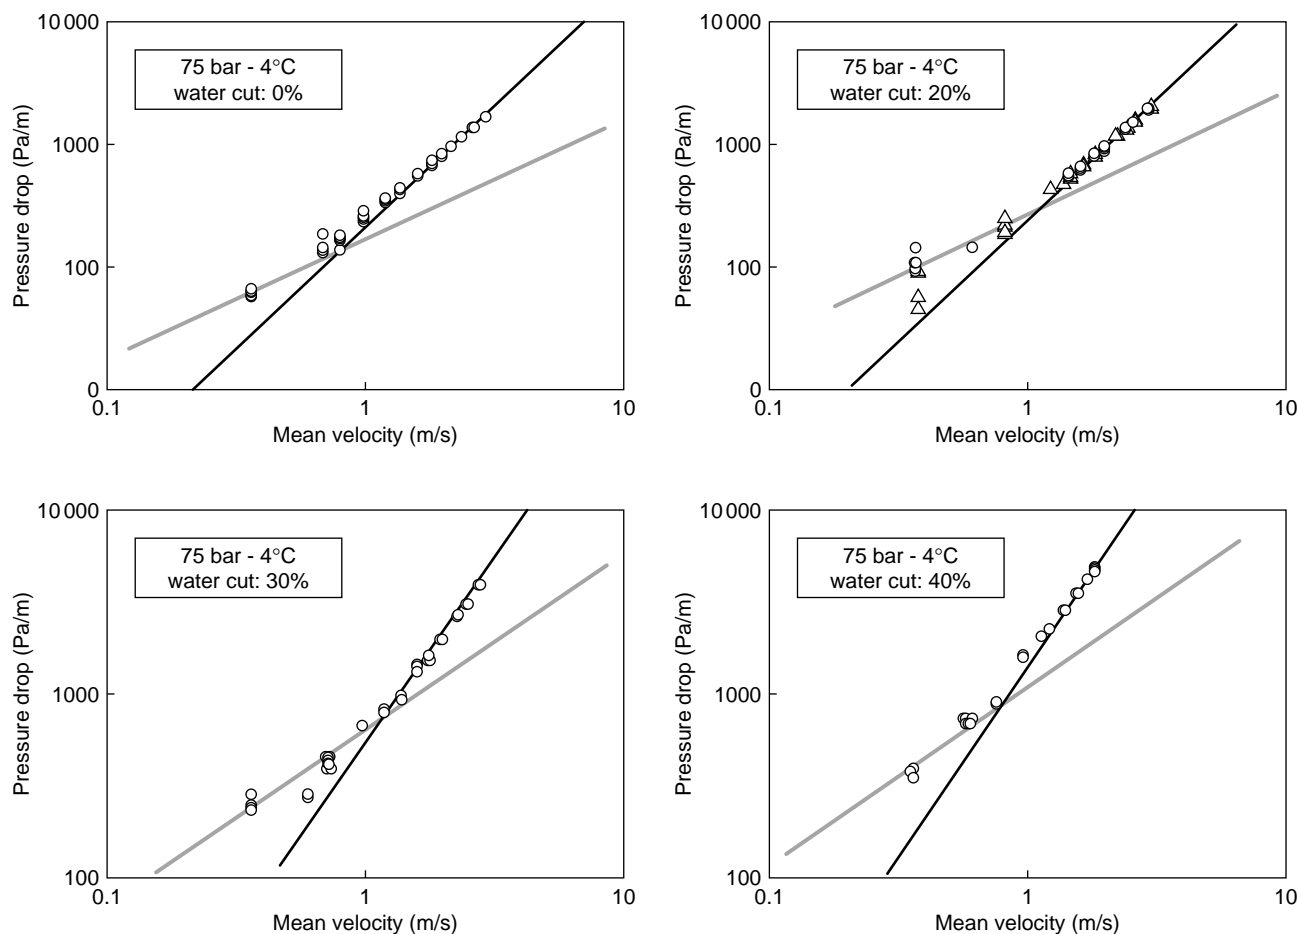 10 000
75 bar - 4°C
water cut: 0%
1000
100
0
0.1
1
10
Pressure drop (Pa/m)
Mean velocity (m/s)
10 000
75 bar - 4°C
water cut: 20%
1000
100
0
0.1
1
10
Pressure drop (Pa/m)
Mean velocity (m/s)
10 000
75 bar - 4°C
water cut: 30%
1000
100
0.1
1
10
Pressure drop (Pa/m)
Mean velocity (m/s)
10 000
75 bar - 4°C
water cut: 40%
1000
100
0.1
1
10
Pressure drop (Pa/m)
Mean velocity (m/s)